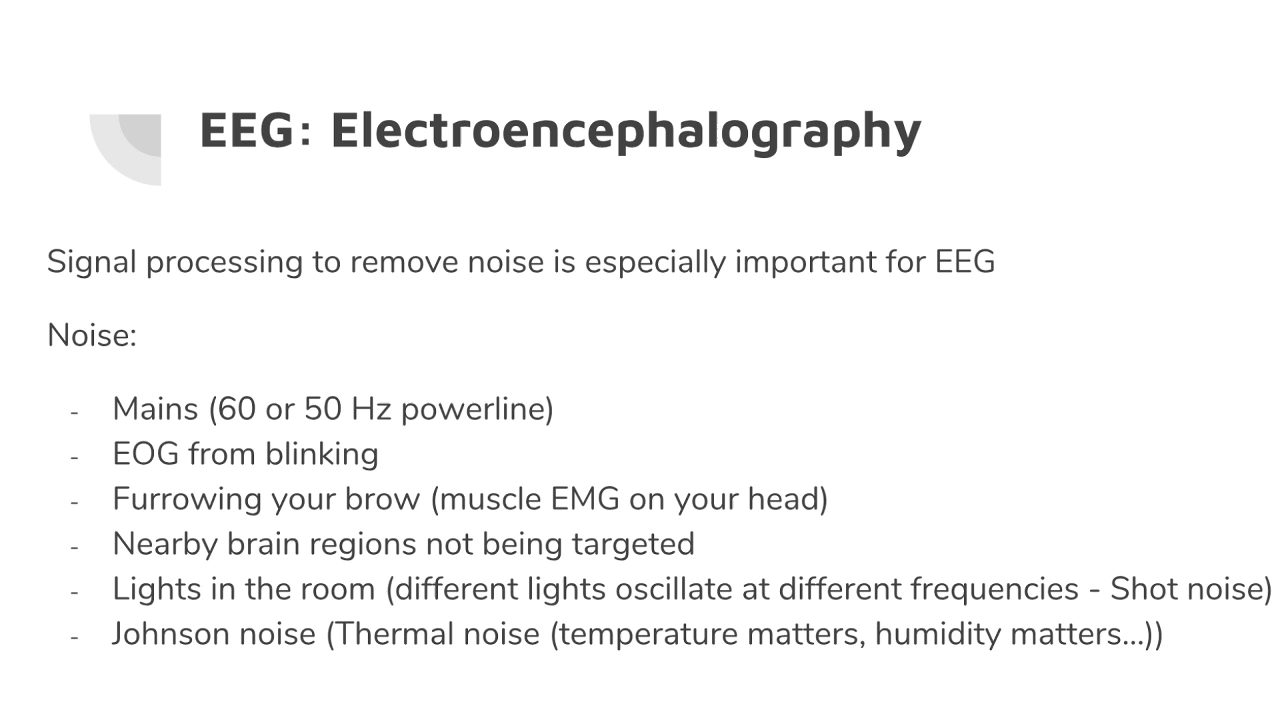 EEG: Electroencephalography
Signal processing to remove noise is especially important for EEG
Noise:
- Mains (60 or 50 Hz powerline)
- EOG from blinking
- Furrowing your brow (muscle EMG on your head)
- Nearby brain regions not being targeted
- Lights in the room (different lights oscillate at different frequencies - Shot noise)
- Johnson noise (Thermal noise (temperature matters, humidity matters...))